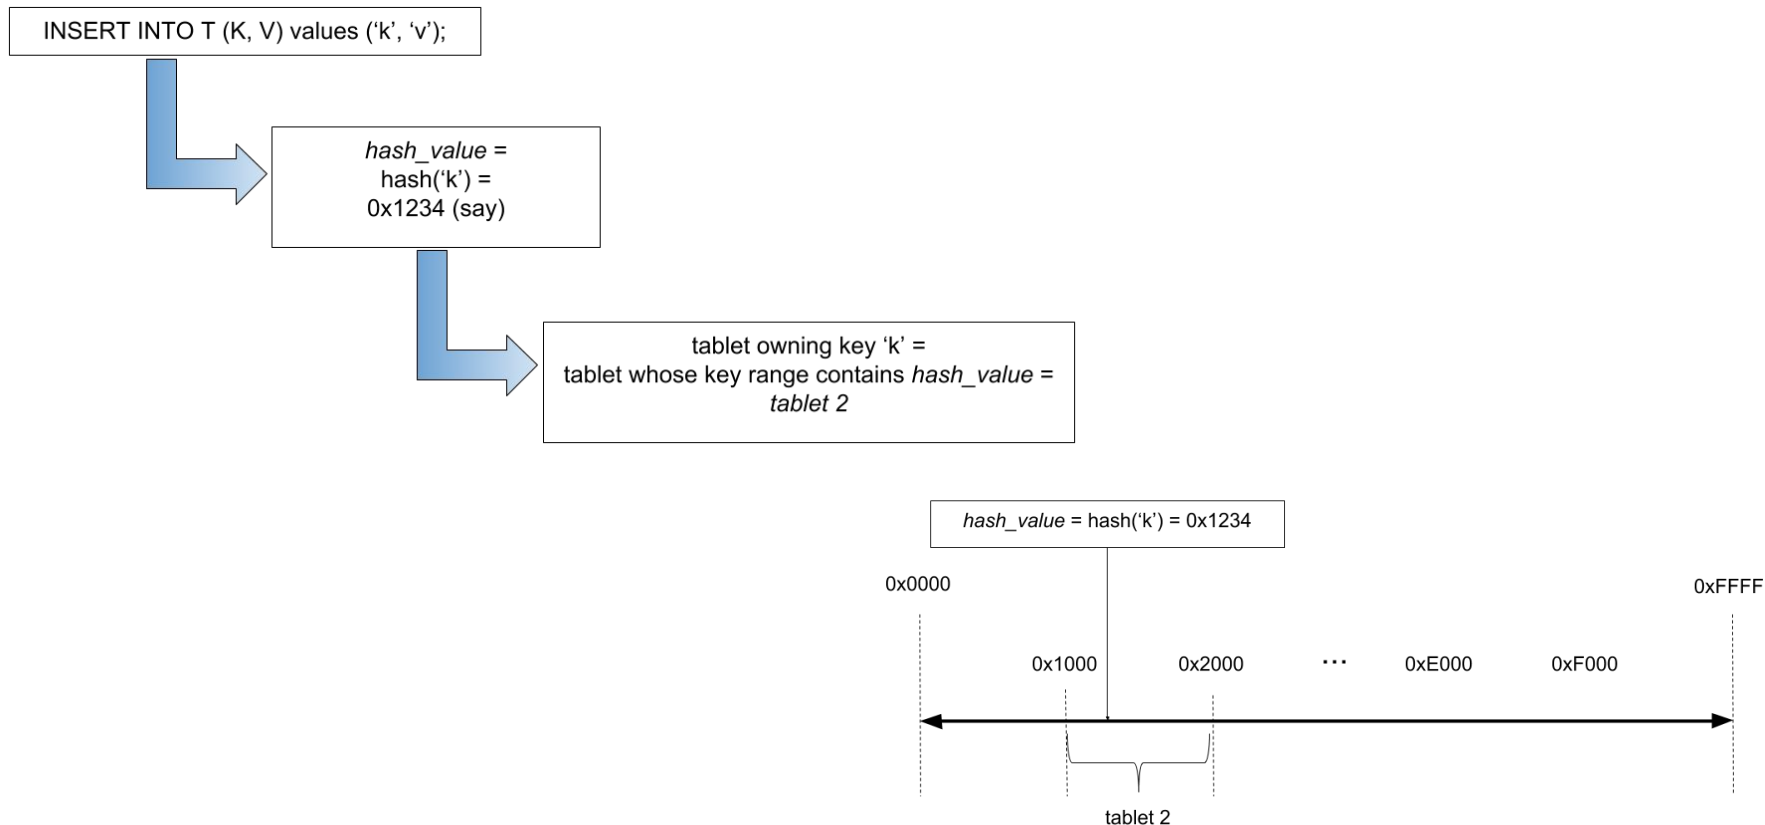 INSERT INTO T (K, V) values (‘k’, ‘v’);
hash_value =
hash(‘k’) =
0x1234 (say)
tablet owning key ‘k’ =
tablet whose key range contains hash_value =
tablet 2
hash_value = hash(‘k’) = 0x1234
0x0000
0xFFFF
0x1000
0x2000
...
0xE000
0xF000
tablet 2